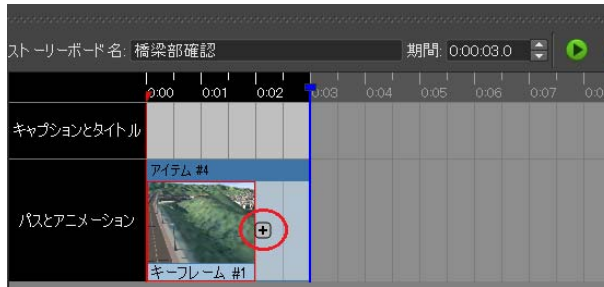 ストーリーボード名: 橋梁部確認 期間: 0:00:03.0
0:00 0:01 0:02 0:03 0:04 0:05 0:06 0:07 0:0
キャプションとタイトル
アイテム #4
パスとアニメーション
キーフレーム #1